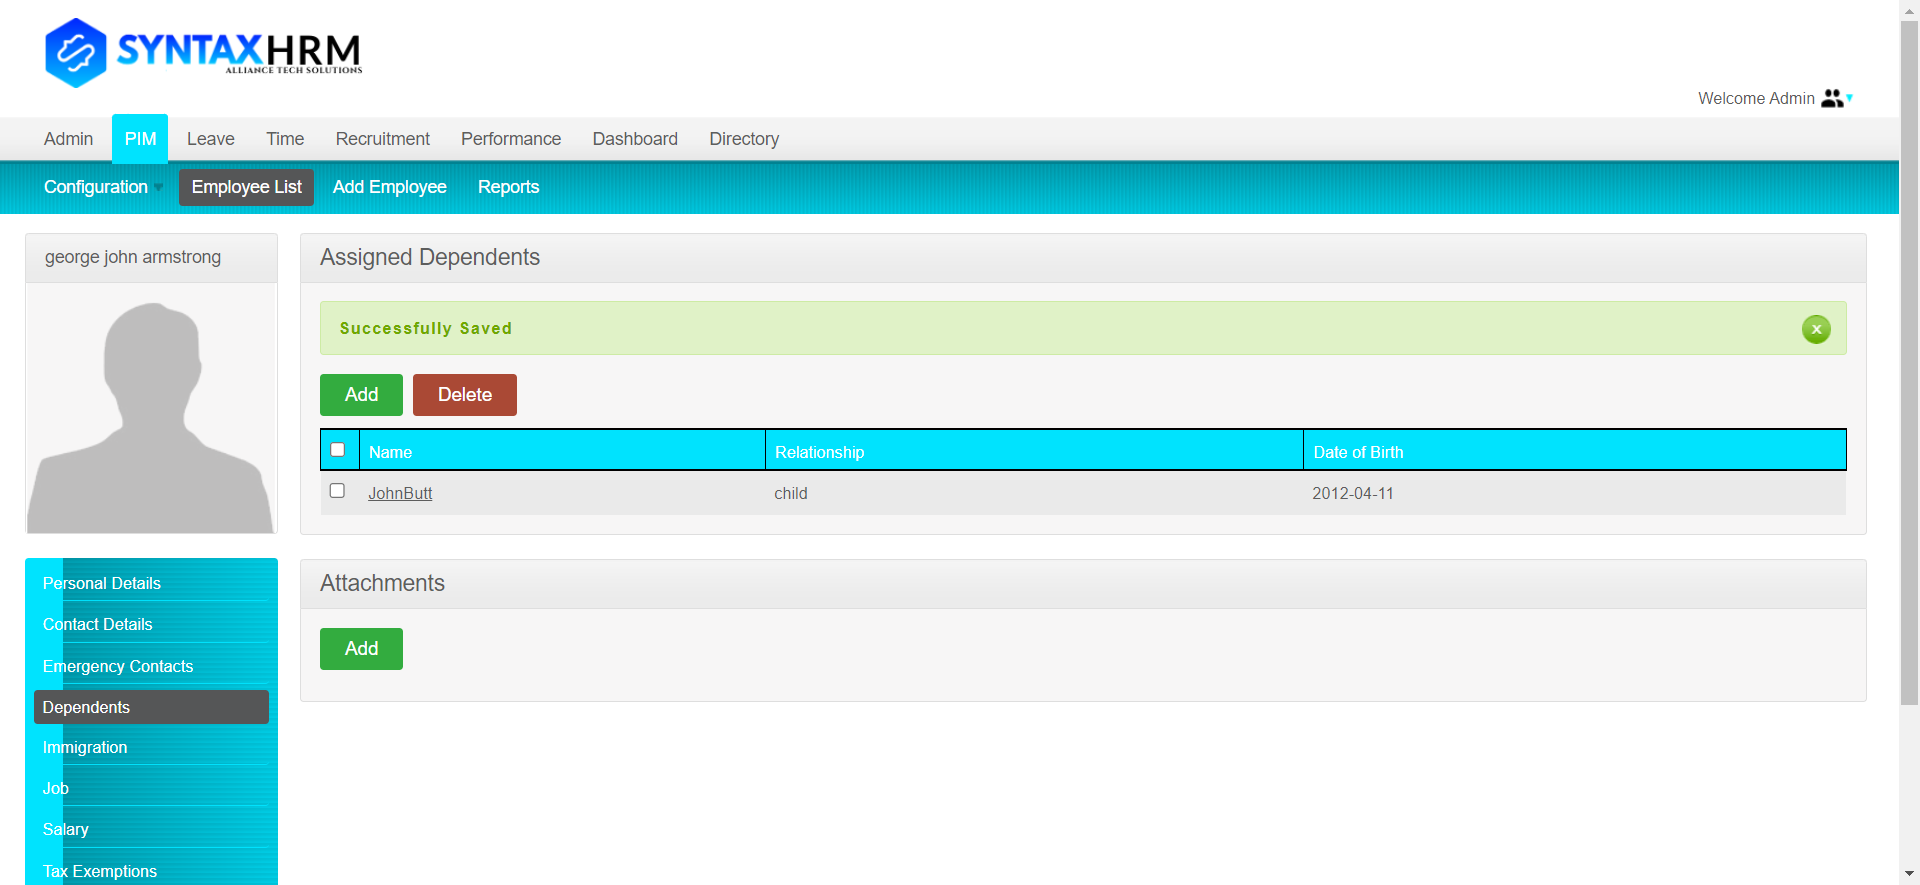 SYNTAXHRM
ALLIANCE TECH SOLUTIONS
Welcome Admin
Admin PIM Leave Time Recruitment Performance Dashboard Directory
Configuration Employee List Add Employee Reports
george john armstrong
Assigned Dependents
Successfully Saved
x
Add Delete
Name Relationship Date of Birth
JohnButt child 2012-04-11
Personal Details
Contact Details
Emergency Contacts
Dependents
Immigration
Job
Salary
Tax Exemptions
Attachments
Add